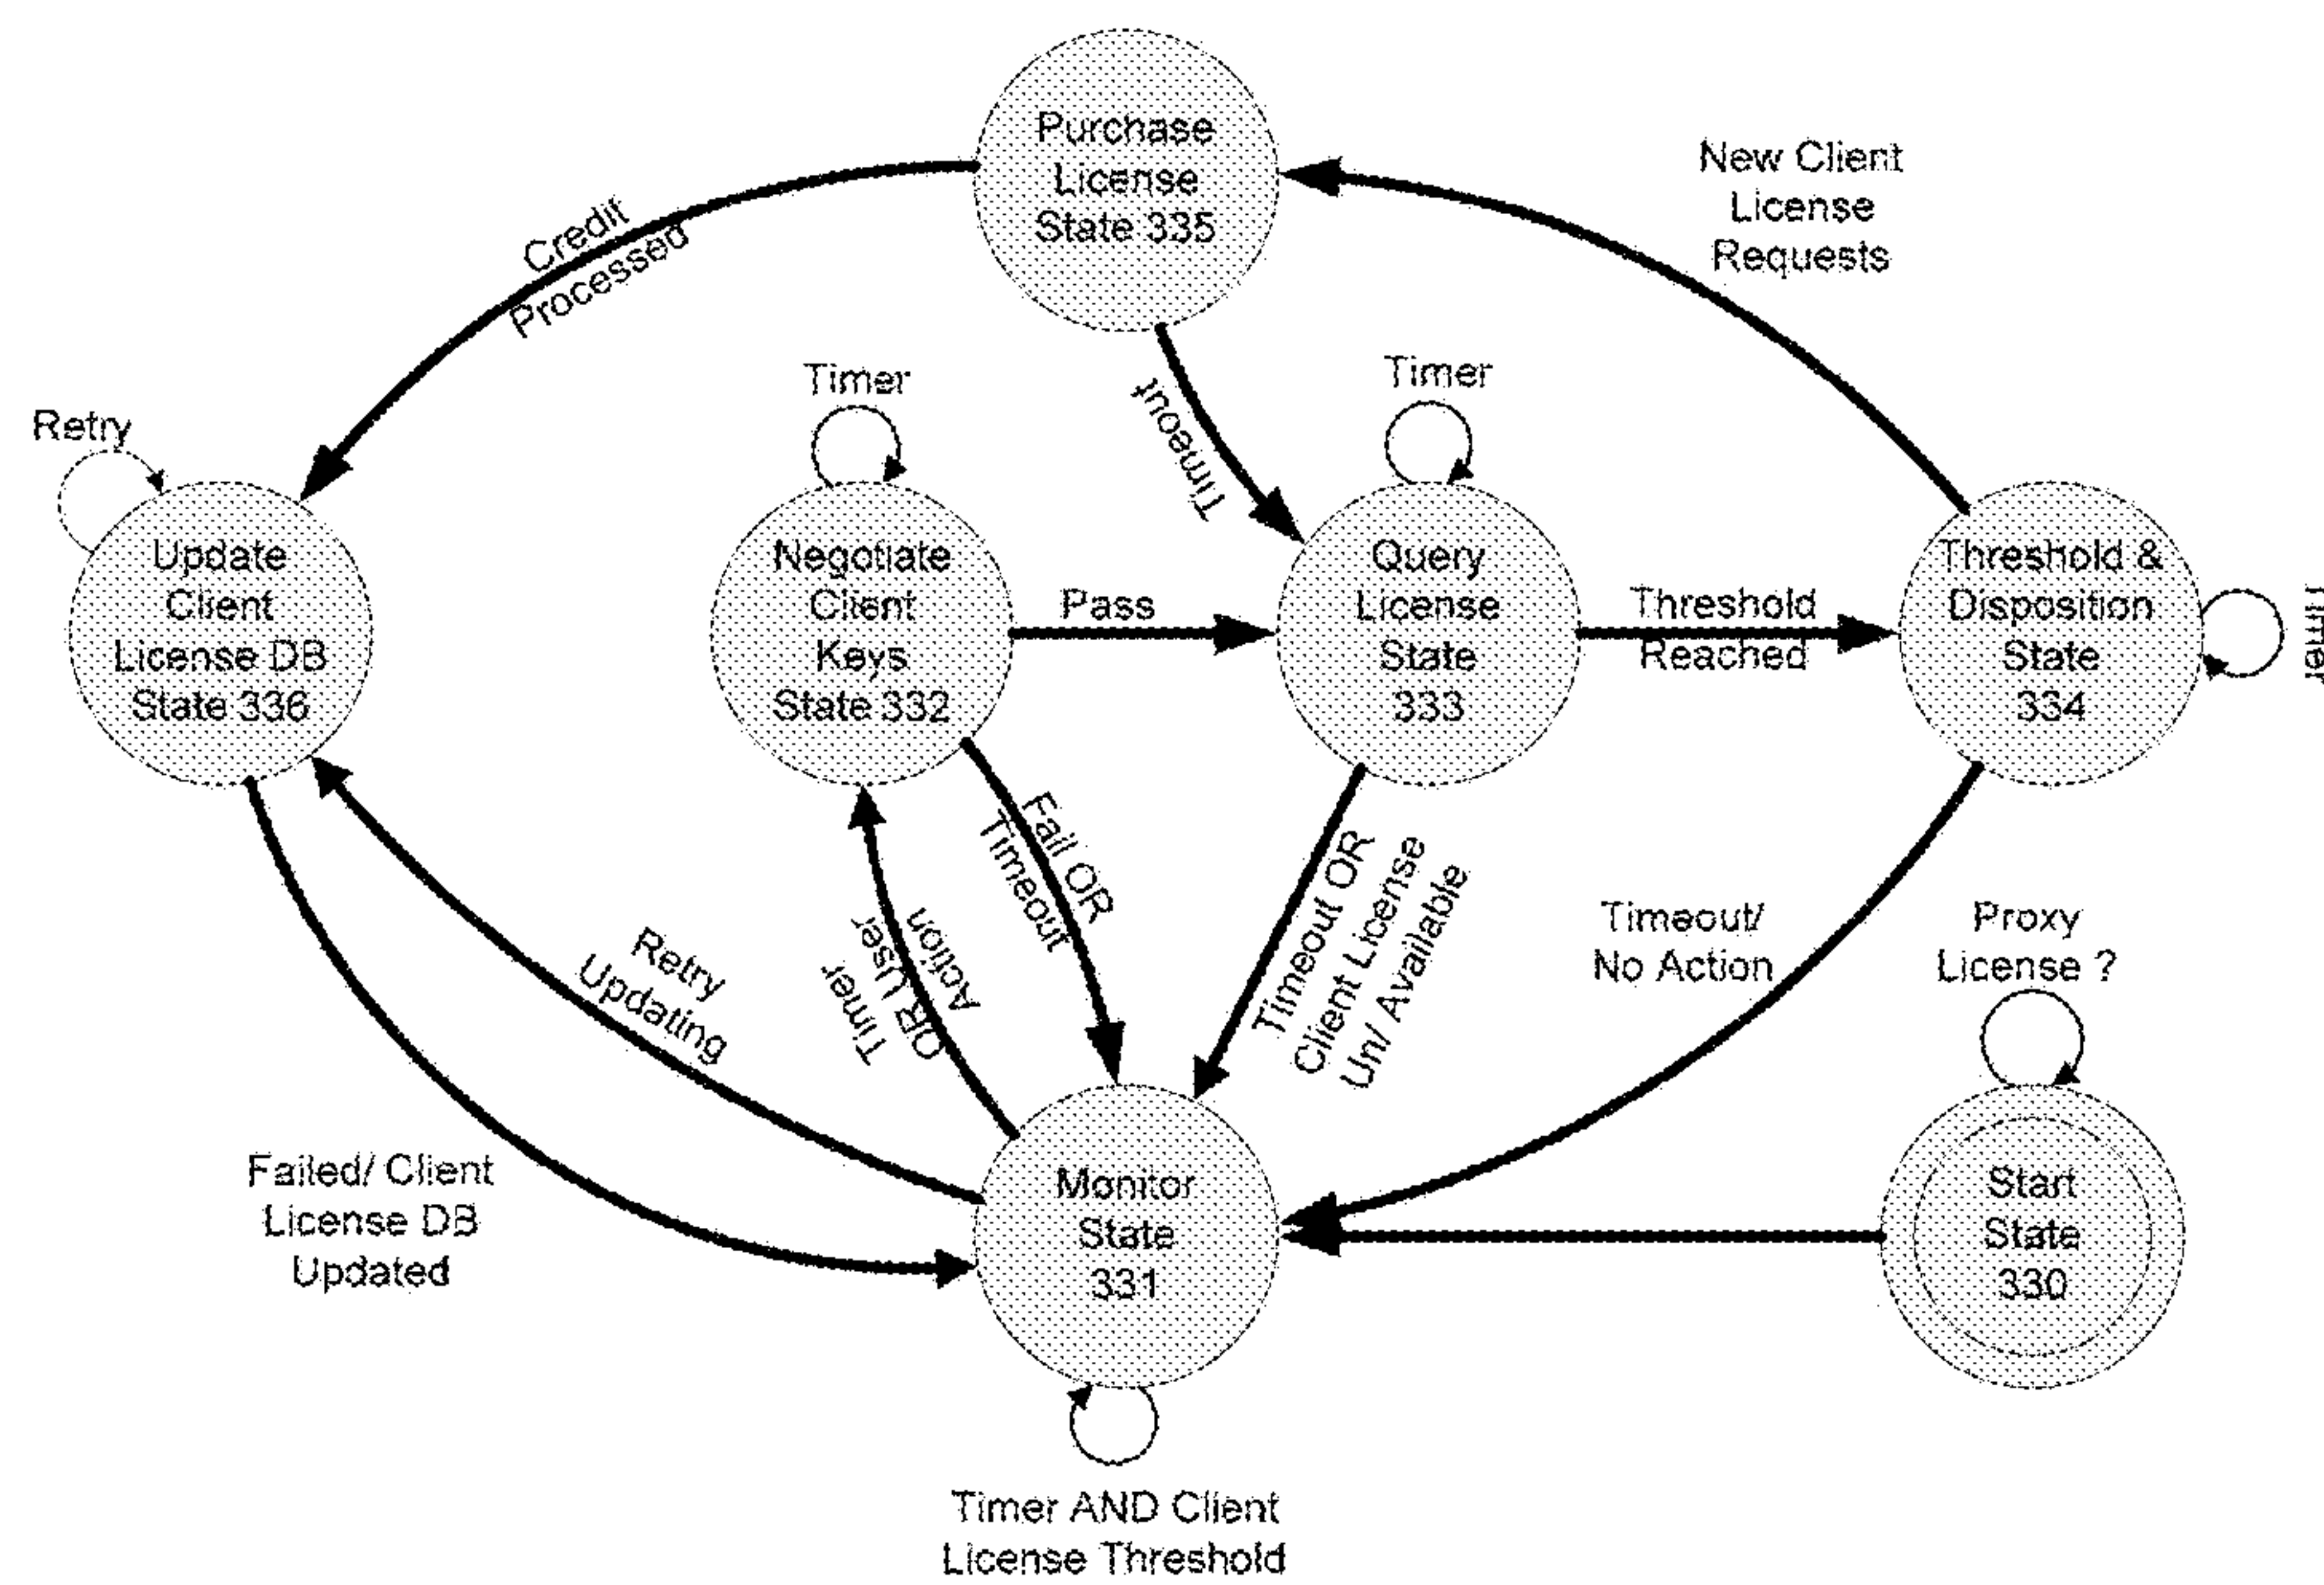 Purchase
License
State 335
New Client
License
Requests
Credit
Processed
Timeout
Timer
Timer
Retry
Update
Client
License DB
State 336
Negotiate
Client
Keys
State 332
Pass
Query
License
State
333
Threshold
Reached
Threshold &
Disposition
State
334
Timer
Fail OR
Timeout
Timer
OR User
Action
Timeout OR
Client License
Un/ Available
Timeout/
No Action
Proxy
License ?
Retry
Updating
Failed/ Client
License DB
Updated
Monitor
State
331
Start
State
330
Timer AND Client
License Threshold